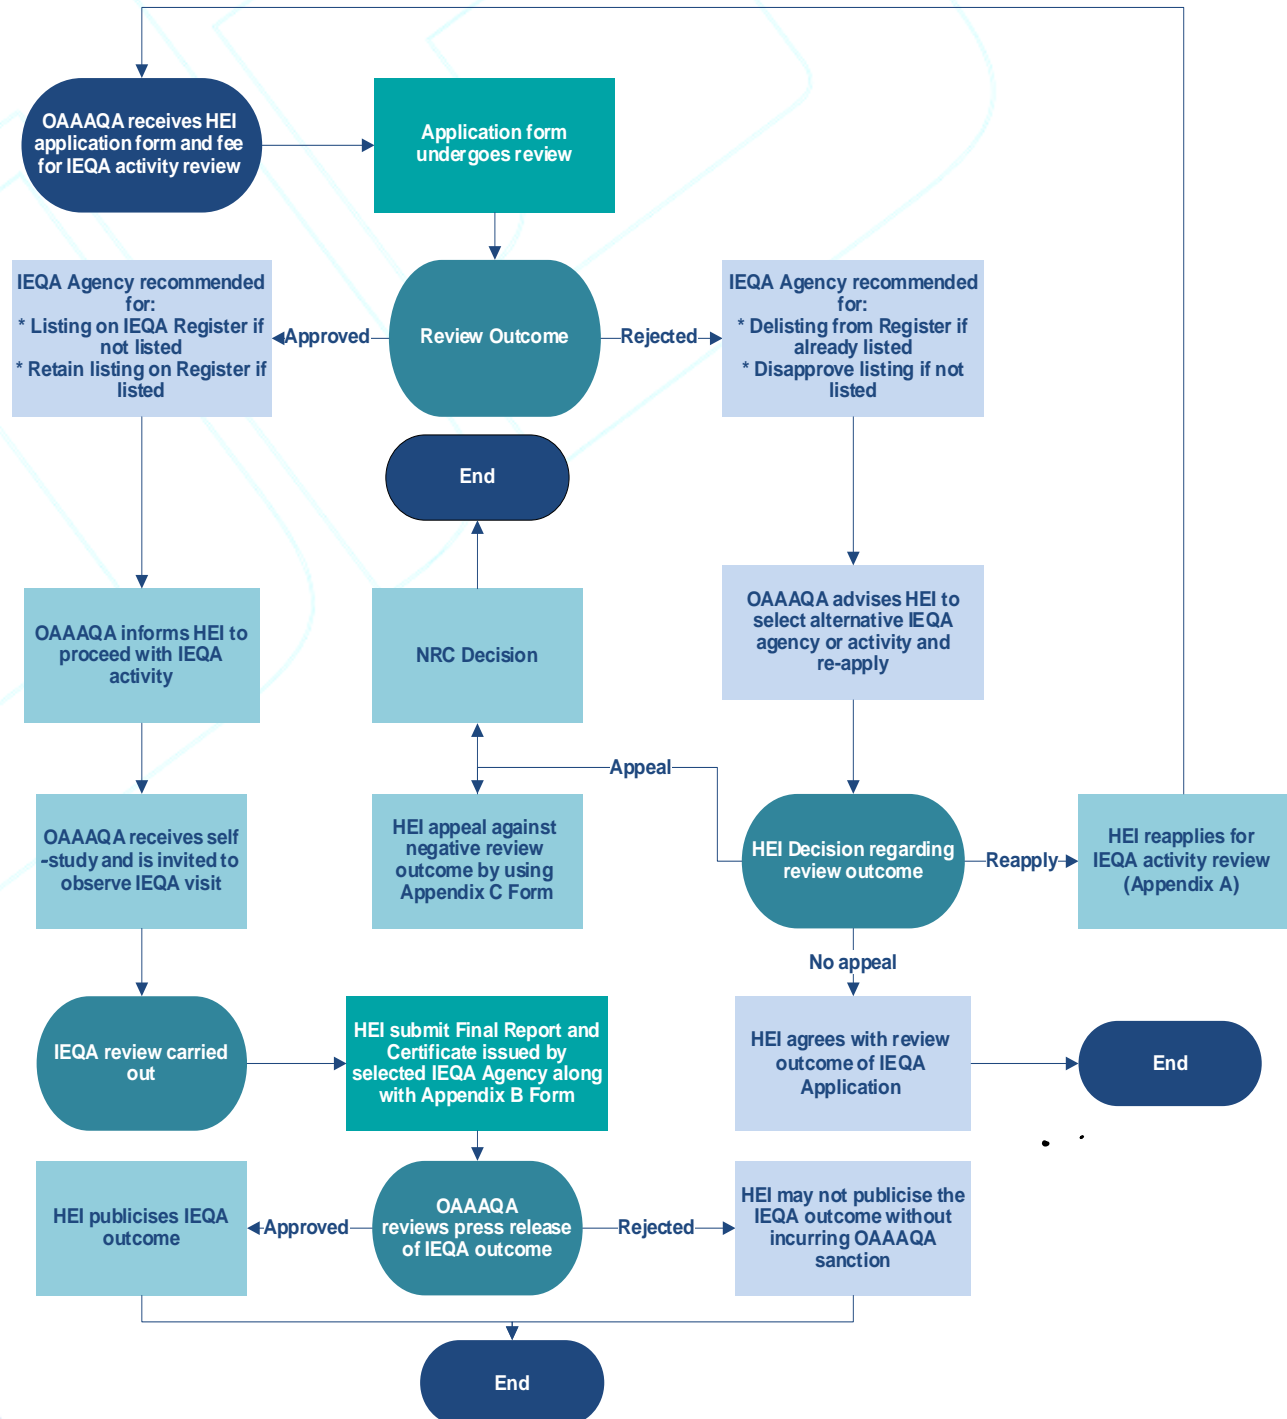 OAAAQA receives HEI
application form and fee
for IEQA activity review
Application form
undergoes review
IEQA Agency recommended
for:
* Listing on IEQA Register if
not listed
* Retain listing on Register if
listed
Approved
Review Outcome
Rejected
IEQA Agency recommended
for:
* Delisting from Register if
already listed
* Disapprove listing if not
listed
End
OAAAQA informs HEI to
proceed with IEQA
activity
NRC Decision
OAAAQA advises HEI to
select alternative IEQA
agency or activity and
re-apply
Appeal
OAAAQA receives self
-study and is invited to
observe IEQA visit
HEI appeal against
negative review
outcome by using
Appendix C Form
HEI Decision regarding
review outcome
Reapply
HEI reapplies for
IEQA activity review
(Appendix A)
No appeal
IEQA review carried
out
HEI submit Final Report and
Certificate issued by
selected IEQA Agency along
with Appendix B Form
HEI agrees with review
outcome of IEQA
Application
End
HEI publicises IEQA
outcome
Approved
OAAAQA
reviews press release
of IEQA outcome
Rejected
HEI may not publicise the
IEQA outcome without
incurring OAAAQA
sanction
End